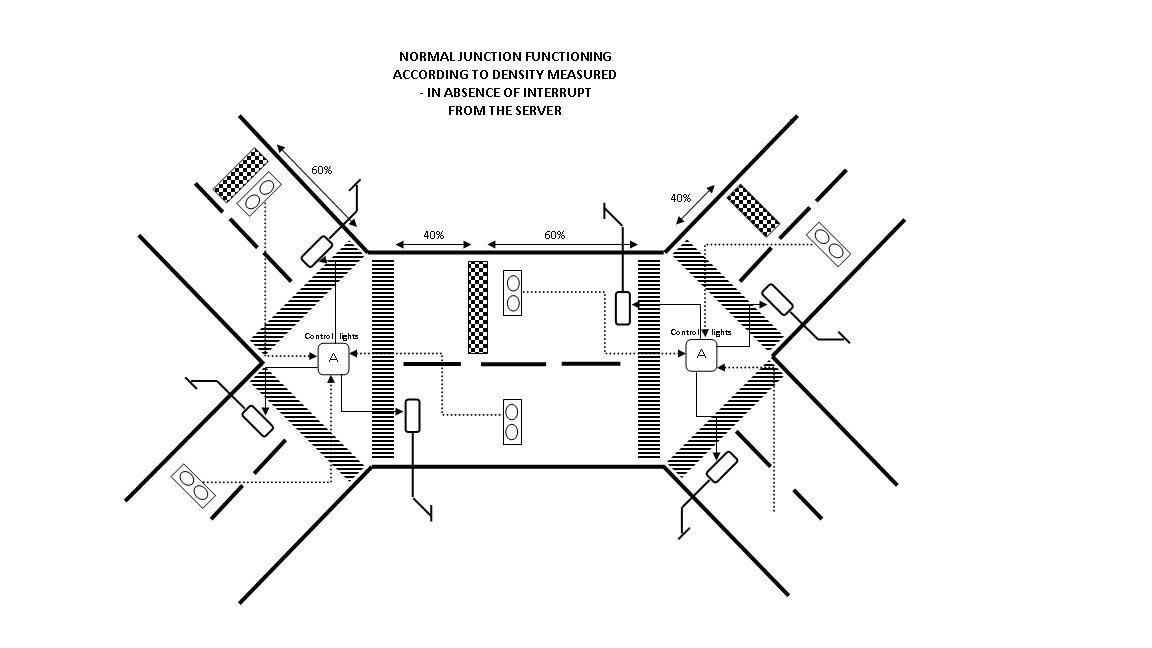 NORMAL JUNCTION FUNCTIONING
ACCORDING TO DENSITY MEASURED
- IN ABSENCE OF INTERRUPT
FROM THE SERVER
60%
40%
40%
60%
Control lights
A
Control lights
A